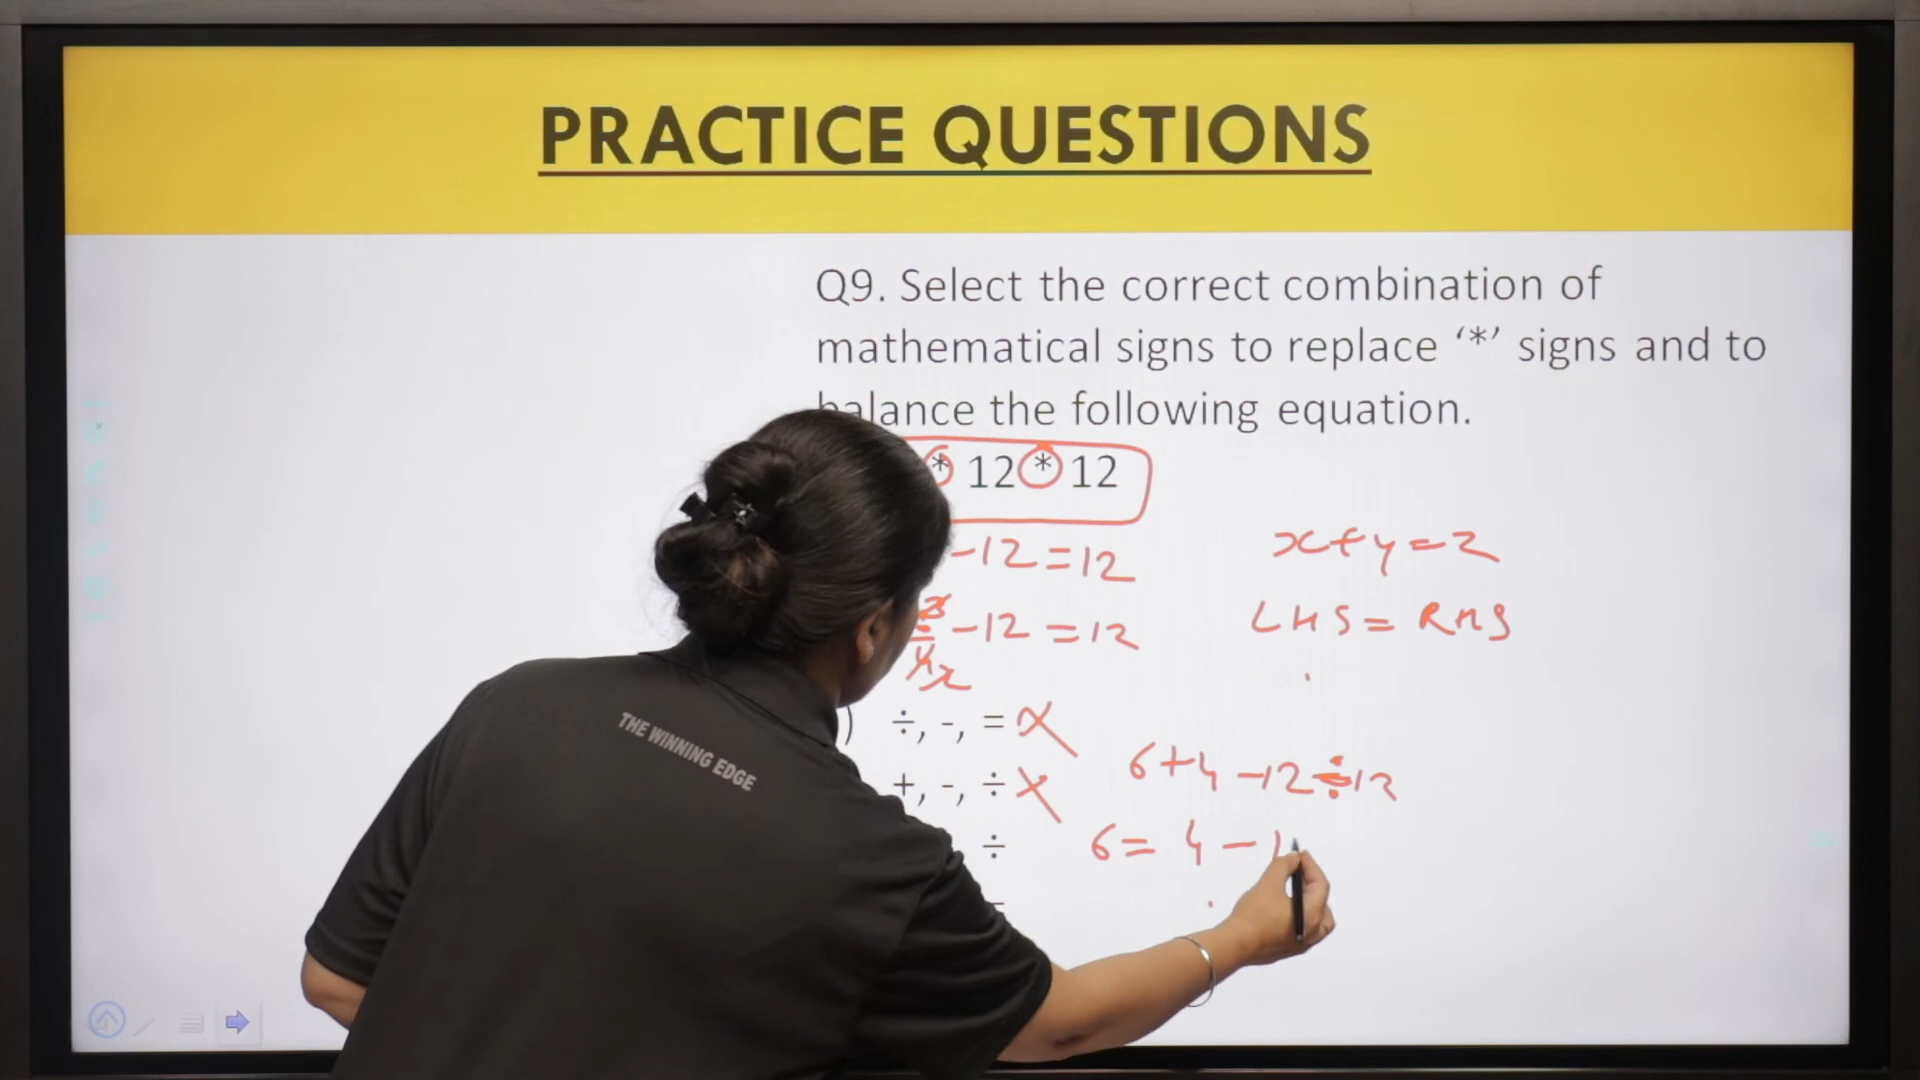 PRACTICE QUESTIONS
Q9. Select the correct combination of
mathematical signs to replace ‘*’ signs and to
balance the following equation.
* 12 * 12
-12=12
x+y=z
-12=12
LHS = RHS
) ÷, -, =
+, -, ÷
6+4-12÷12
÷
6=4-1
THE WINNING EDGE